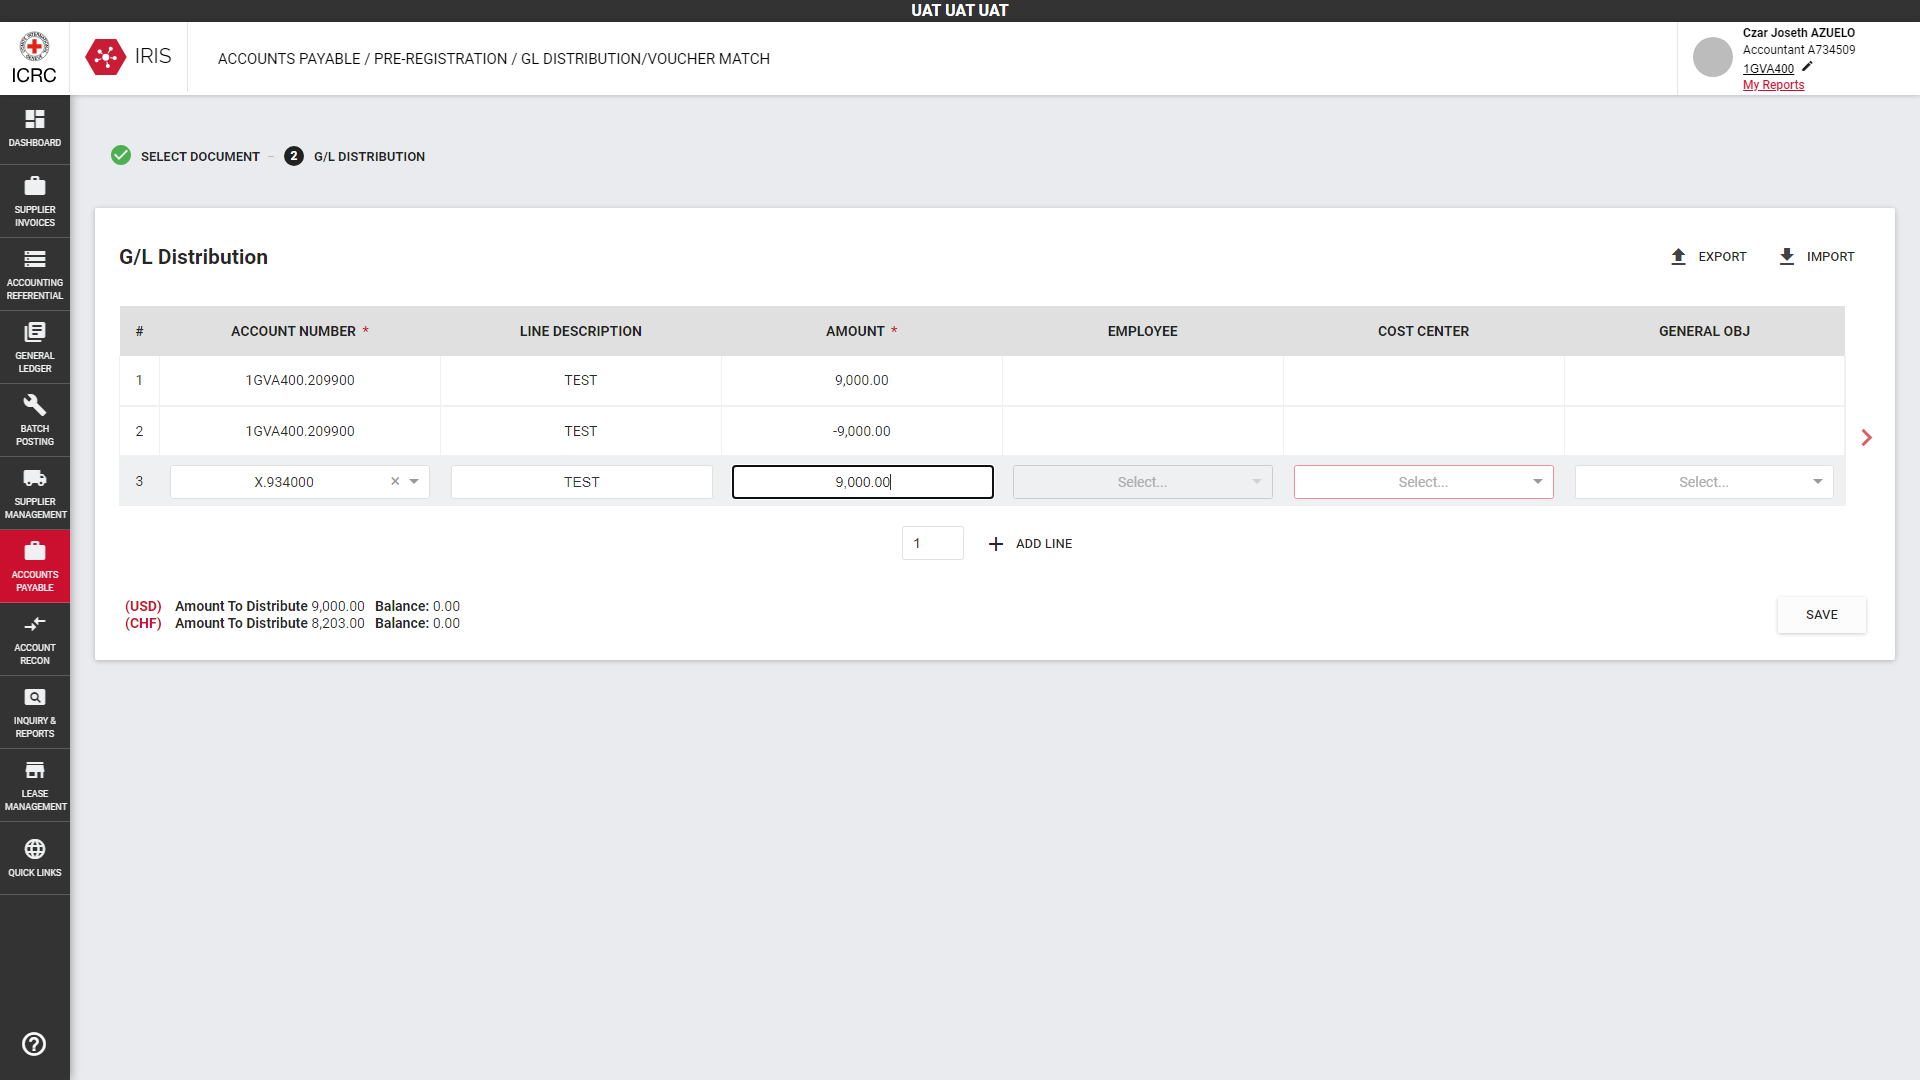 UAT UAT UAT
ICRC
IRIS
ACCOUNTS PAYABLE / PRE-REGISTRATION / GL DISTRIBUTION/VOUCHER MATCH
Czar Joseth AZUELO
Accountant A734509
1GVA400
My Reports
DASHBOARD
SUPPLIER
INVOICES
ACCOUNTING
REFERENTIAL
GENERAL
LEDGER
BATCH
POSTING
SUPPLIER
MANAGEMENT
ACCOUNTS
PAYABLE
ACCOUNT
RECON
INQUIRY &
REPORTS
LEASE
MANAGEMENT
QUICK LINKS
SELECT DOCUMENT – 2 G/L DISTRIBUTION
G/L Distribution
EXPORT IMPORT
# ACCOUNT NUMBER * LINE DESCRIPTION AMOUNT * EMPLOYEE COST CENTER GENERAL OBJ
1 1GVA400.209900 TEST 9,000.00
2 1GVA400.209900 TEST -9,000.00
3 X.934000 × TEST 9,000.00 Select... Select... Select...
1 + ADD LINE
(USD) Amount To Distribute 9,000.00 Balance: 0.00
(CHF) Amount To Distribute 8,203.00 Balance: 0.00
SAVE